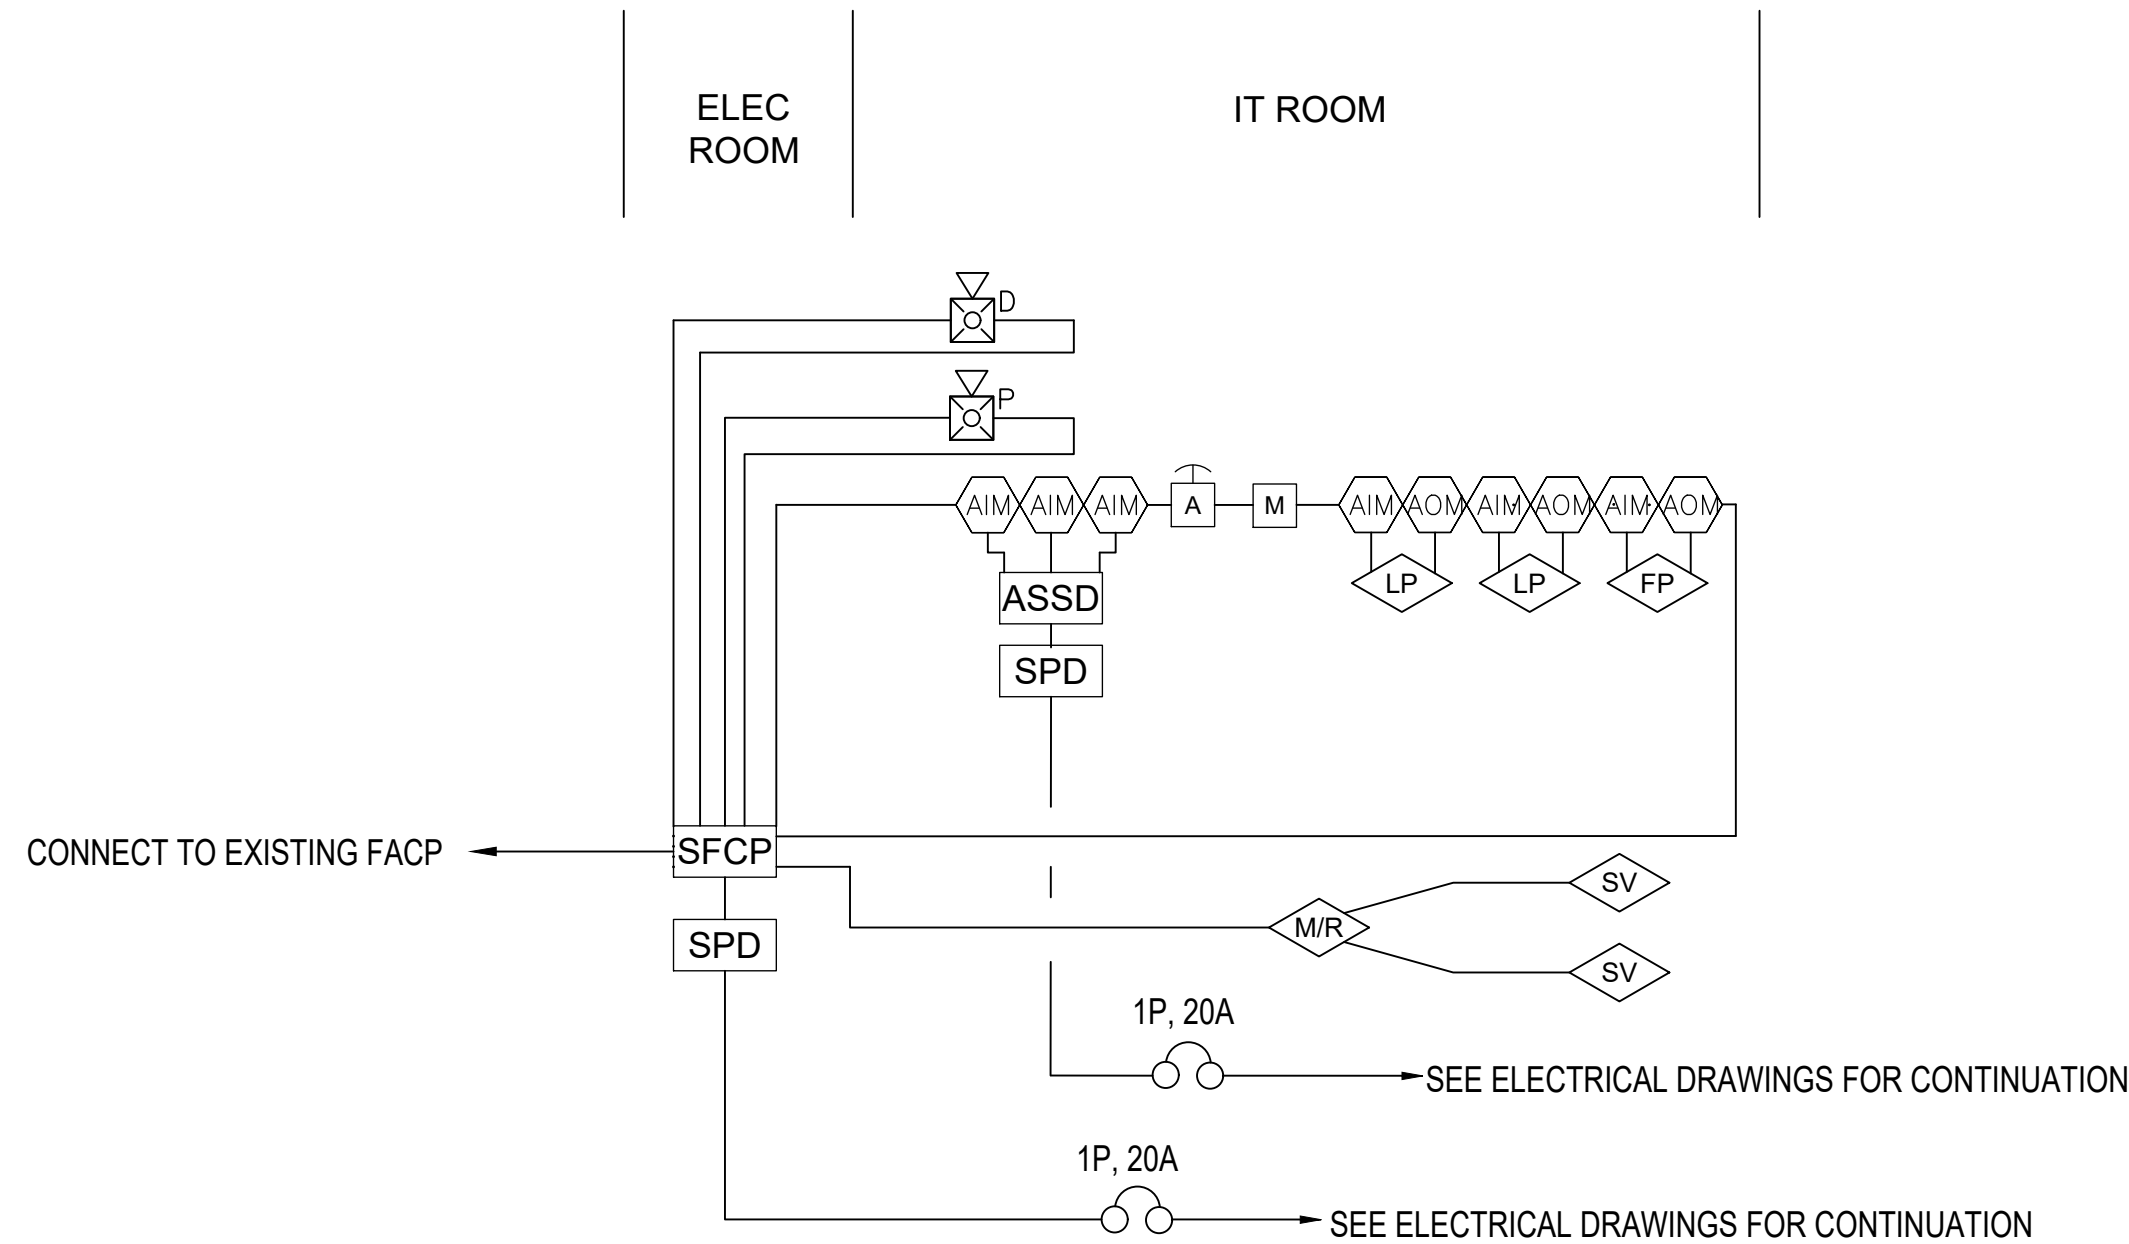 ELEC
ROOM
IT ROOM
D
P
AIM AIM AIM A M AIM AOM AIM AOM AIM AOM
ASSD LP LP FP
SPD
CONNECT TO EXISTING FACP SFCP
SV
M/R
SPD
SV
1P, 20A
SEE ELECTRICAL DRAWINGS FOR CONTINUATION
1P, 20A
SEE ELECTRICAL DRAWINGS FOR CONTINUATION